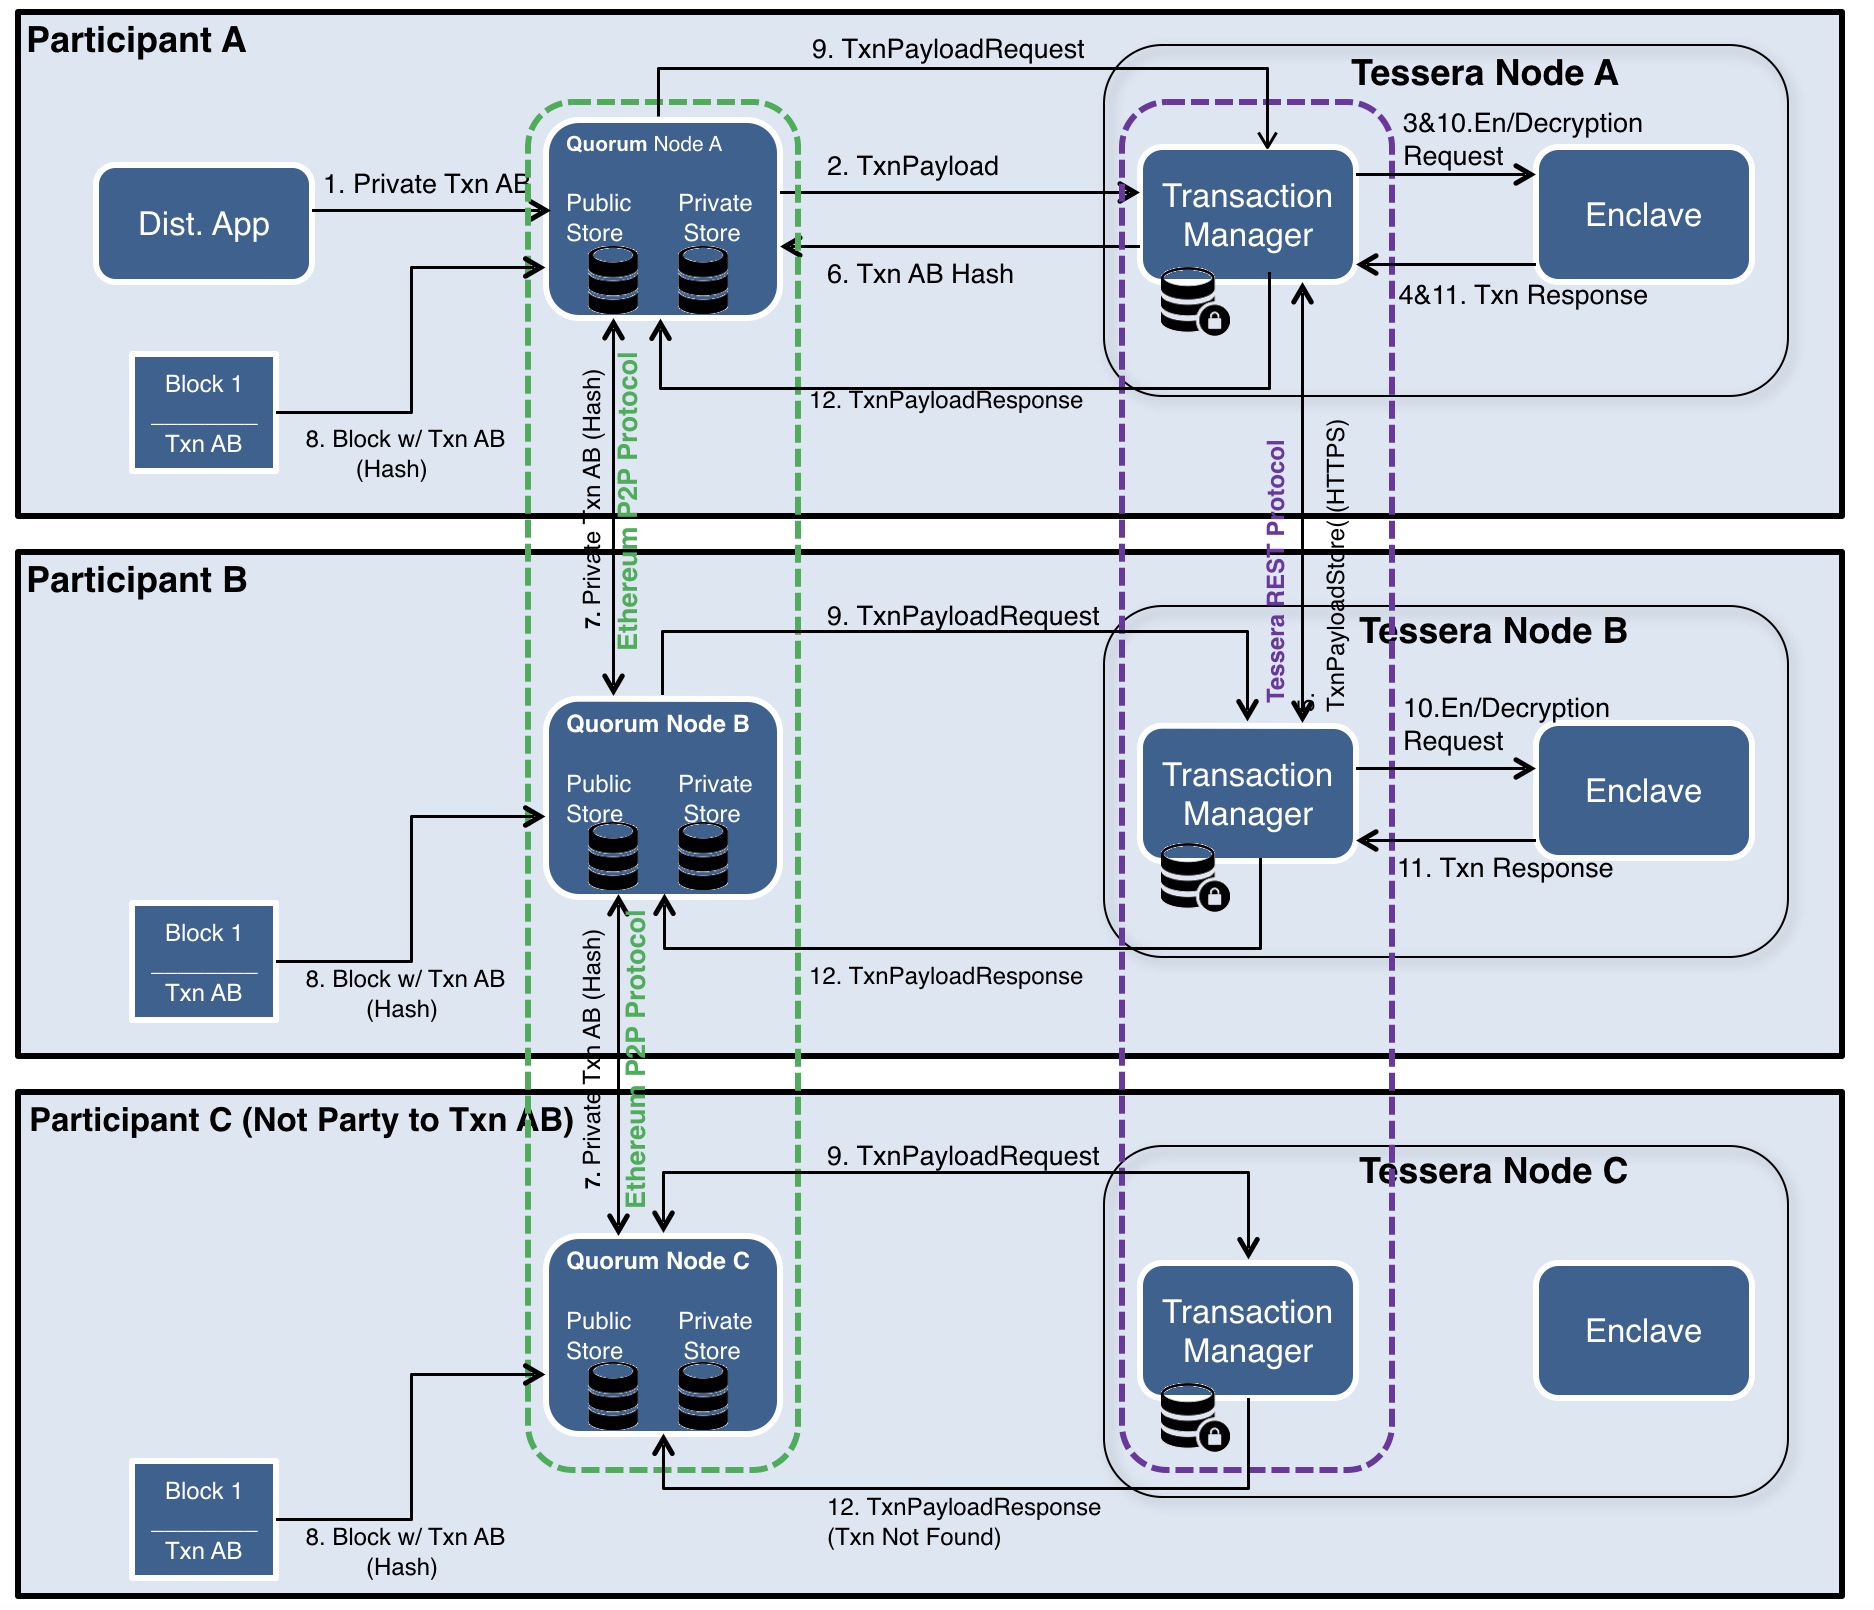 Participant A
9. TxnPayloadRequest
Tessera Node A
Quorum Node A
3&10.En/Decryption
Request
1. Private Txn AB
2. TxnPayload
Dist. App
Public
Store
Private
Store
Transaction
Manager
Enclave
6. Txn AB Hash
4&11. Txn Response
Block 1
Txn AB
8. Block w/ Txn AB
(Hash)
12. TxnPayloadResponse
7. Private Txn AB (Hash)
Ethereum P2P Protocol
Tessera REST Protocol
TxnPayloadStore((HTTPS)
Participant B
9. TxnPayloadRequest
Tessera Node B
Quorum Node B
10.En/Decryption
Request
Public
Store
Private
Store
Transaction
Manager
Enclave
11. Txn Response
Block 1
Txn AB
8. Block w/ Txn AB
(Hash)
12. TxnPayloadResponse
7. Private Txn AB (Hash)
Ethereum P2P Protocol
Participant C (Not Party to Txn AB)
9. TxnPayloadRequest
Tessera Node C
Quorum Node C
Public
Store
Private
Store
Transaction
Manager
Enclave
Block 1
Txn AB
8. Block w/ Txn AB
(Hash)
12. TxnPayloadResponse
(Txn Not Found)